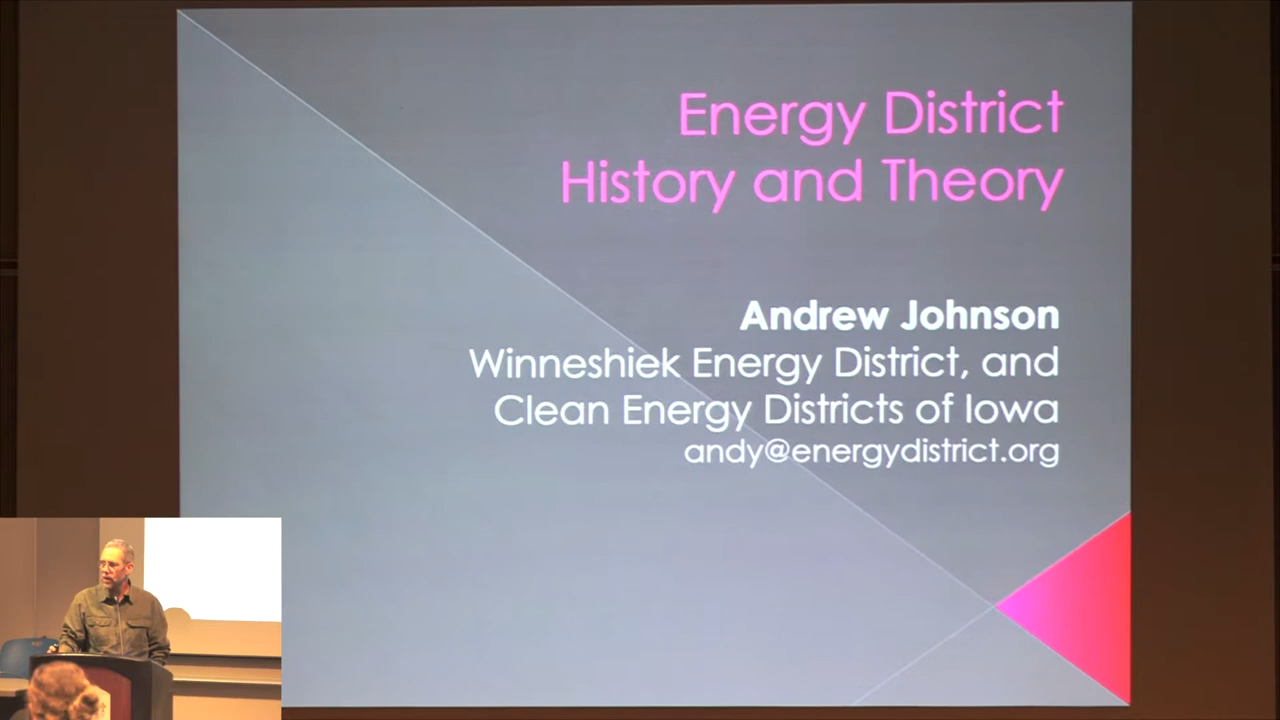 Energy District
History and Theory
Andrew Johnson
Winneshiek Energy District, and
Clean Energy Districts of Iowa
andy@energydistrict.org